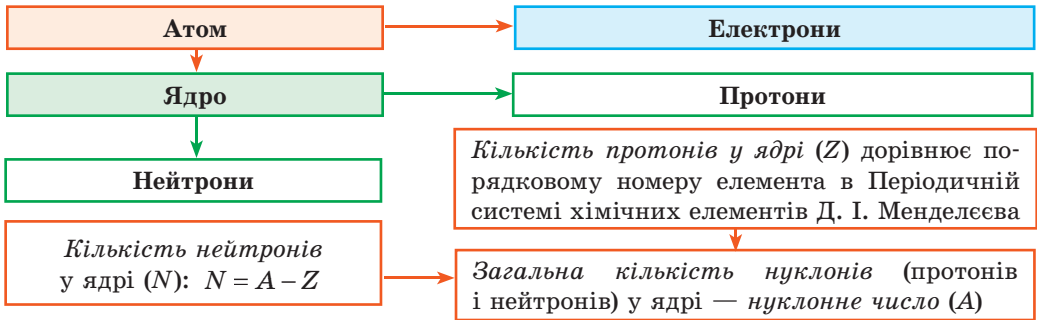 Атом
Електрони
Ядро
Протони
Нейтрони
Кількість протонів у ядрі (Z) дорівнює по-
рядковому номеру елемента в Періодичній
системі хімічних елементів Д. І. Менделєєва
Кількість нейтронів
у ядрі (N): N = A – Z
Загальна кількість нуклонів (протонів
і нейтронів) у ядрі — нуклонне число (A)